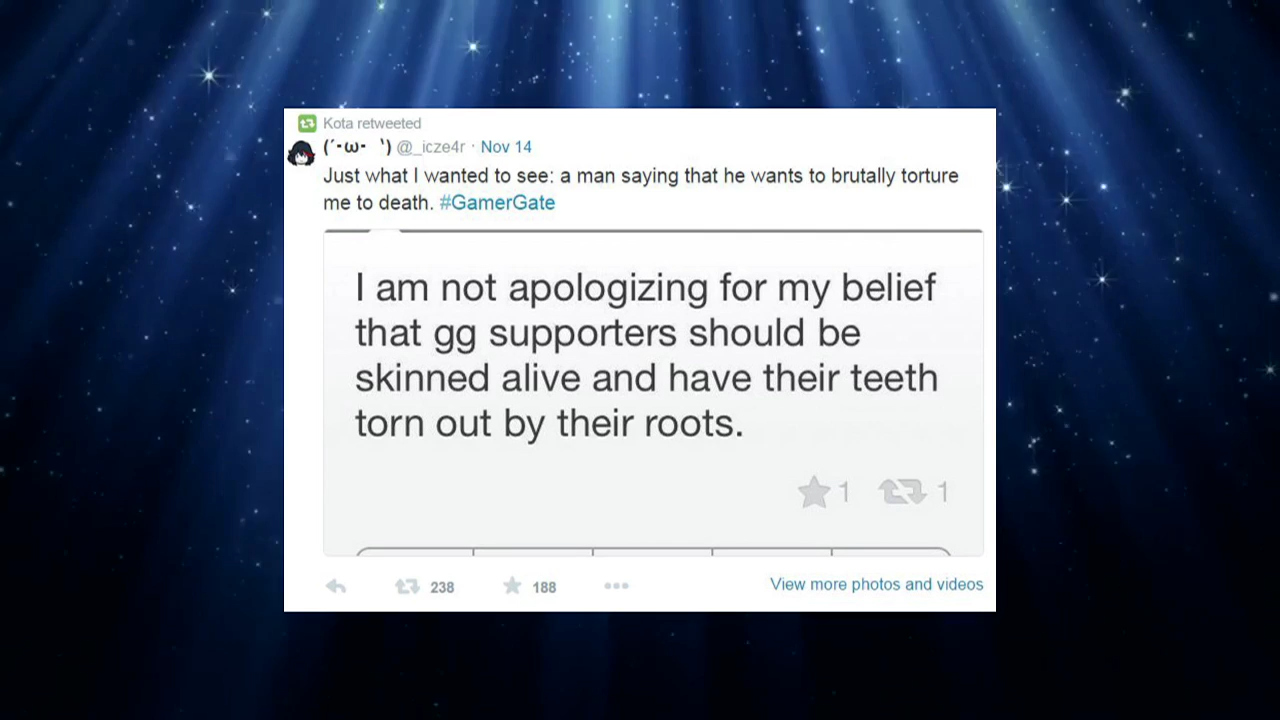 Kota retweeted
(´･ω･`) @_icze4r · Nov 14
Just what I wanted to see: a man saying that he wants to brutally torture
me to death. #GamerGate
I am not apologizing for my belief
that gg supporters should be
skinned alive and have their teeth
torn out by their roots.
1 1
238 188 ••• View more photos and videos